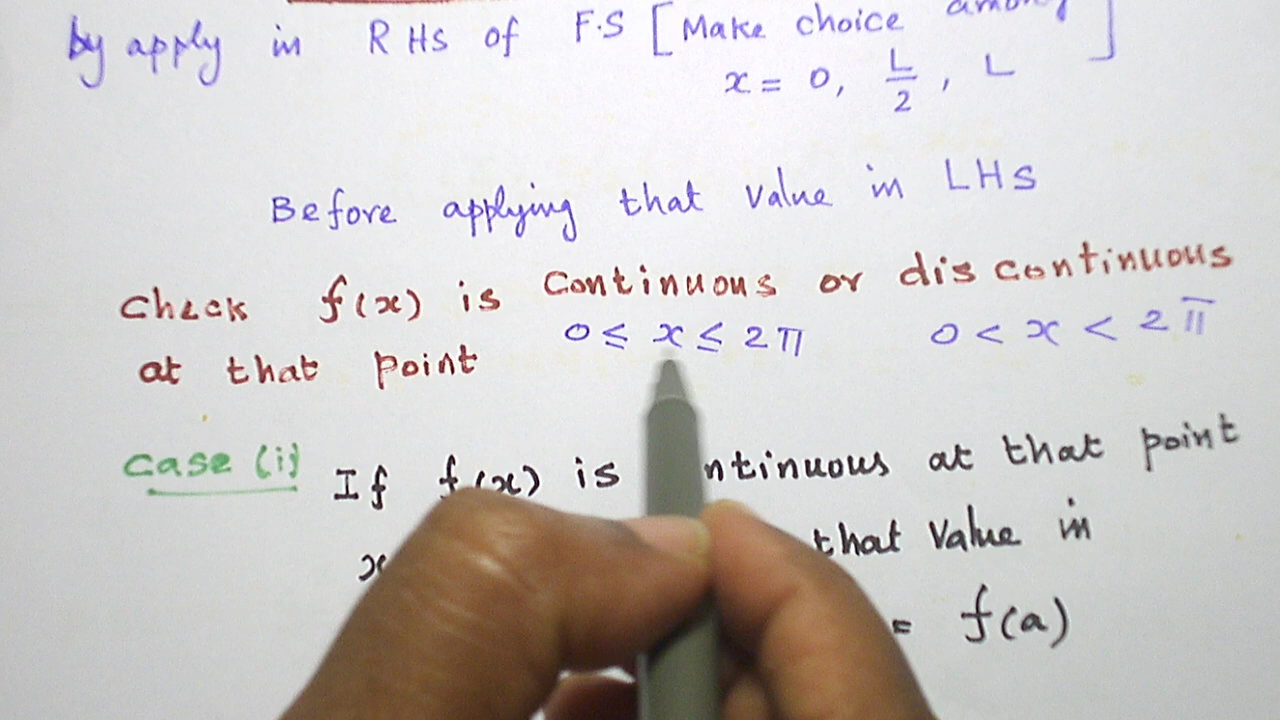 by apply in RHS of F.S [Make choice among]
x = 0, L/2, L
Before applying that value in LHS
Check f(x) is Continuous or discontinuous
at that point 0 ≤ x ≤ 2π 0 < x < 2π
Case (i) If f(x) is ntinuous at that point
x that value in
= f(a)